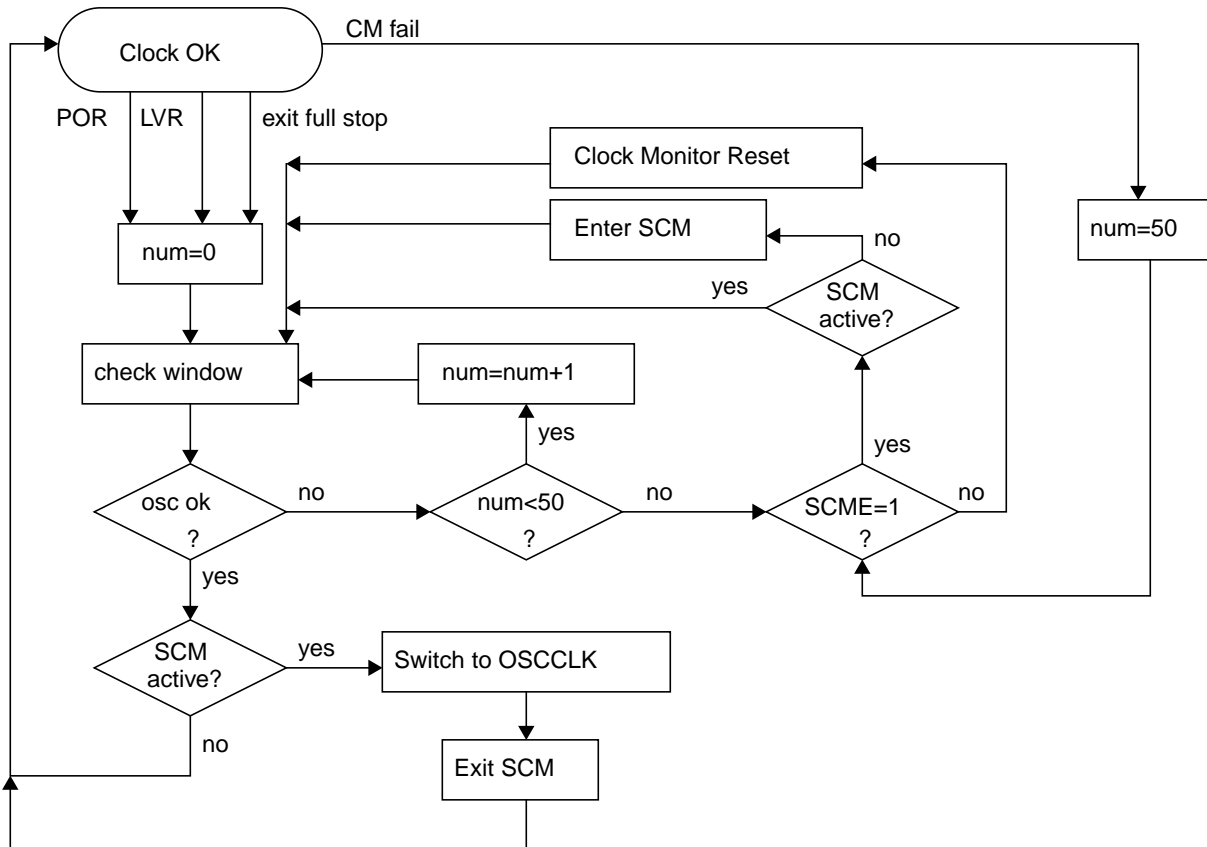 CM fail
Clock OK
POR
LVR
exit full stop
Clock Monitor Reset
Enter SCM
no
num=50
num=0
yes
SCM
active?
check window
num=num+1
yes
yes
osc ok
?
no
num<50
?
no
SCME=1
?
no
yes
SCM
active?
yes
Switch to OSCCLK
no
Exit SCM